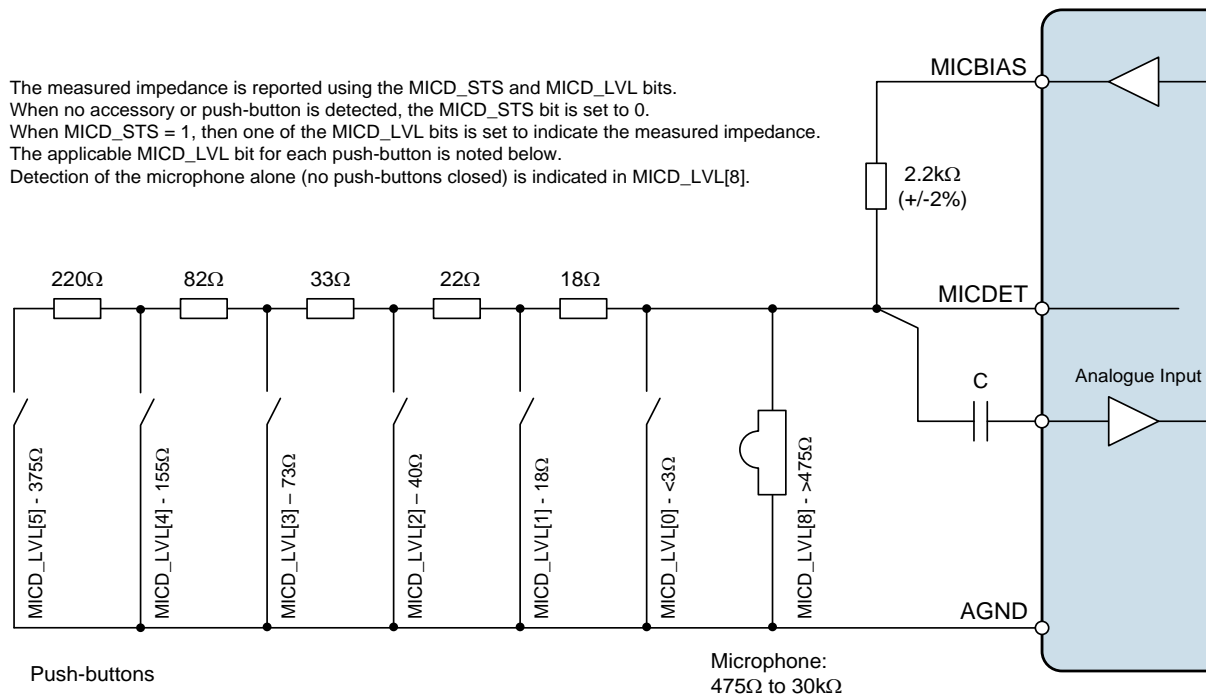 MICBIAS
The measured impedance is reported using the MICD_STS and MICD_LVL bits.
When no accessory or push-button is detected, the MICD_STS bit is set to 0.
When MICD_STS = 1, then one of the MICD_LVL bits is set to indicate the measured impedance.
The applicable MICD_LVL bit for each push-button is noted below.
Detection of the microphone alone (no push-buttons closed) is indicated in MICD_LVL[8].
2.2kΩ
(+/-2%)
220Ω
82Ω
33Ω
22Ω
18Ω
MICDET
C
Analogue Input
MICD_LVL[5] - 375Ω
MICD_LVL[4] - 155Ω
MICD_LVL[3] – 73Ω
MICD_LVL[2] – 40Ω
MICD_LVL[1] - 18Ω
MICD_LVL[0] - <3Ω
MICD_LVL[8] - >475Ω
AGND
Push-buttons
Microphone:
475Ω to 30kΩ